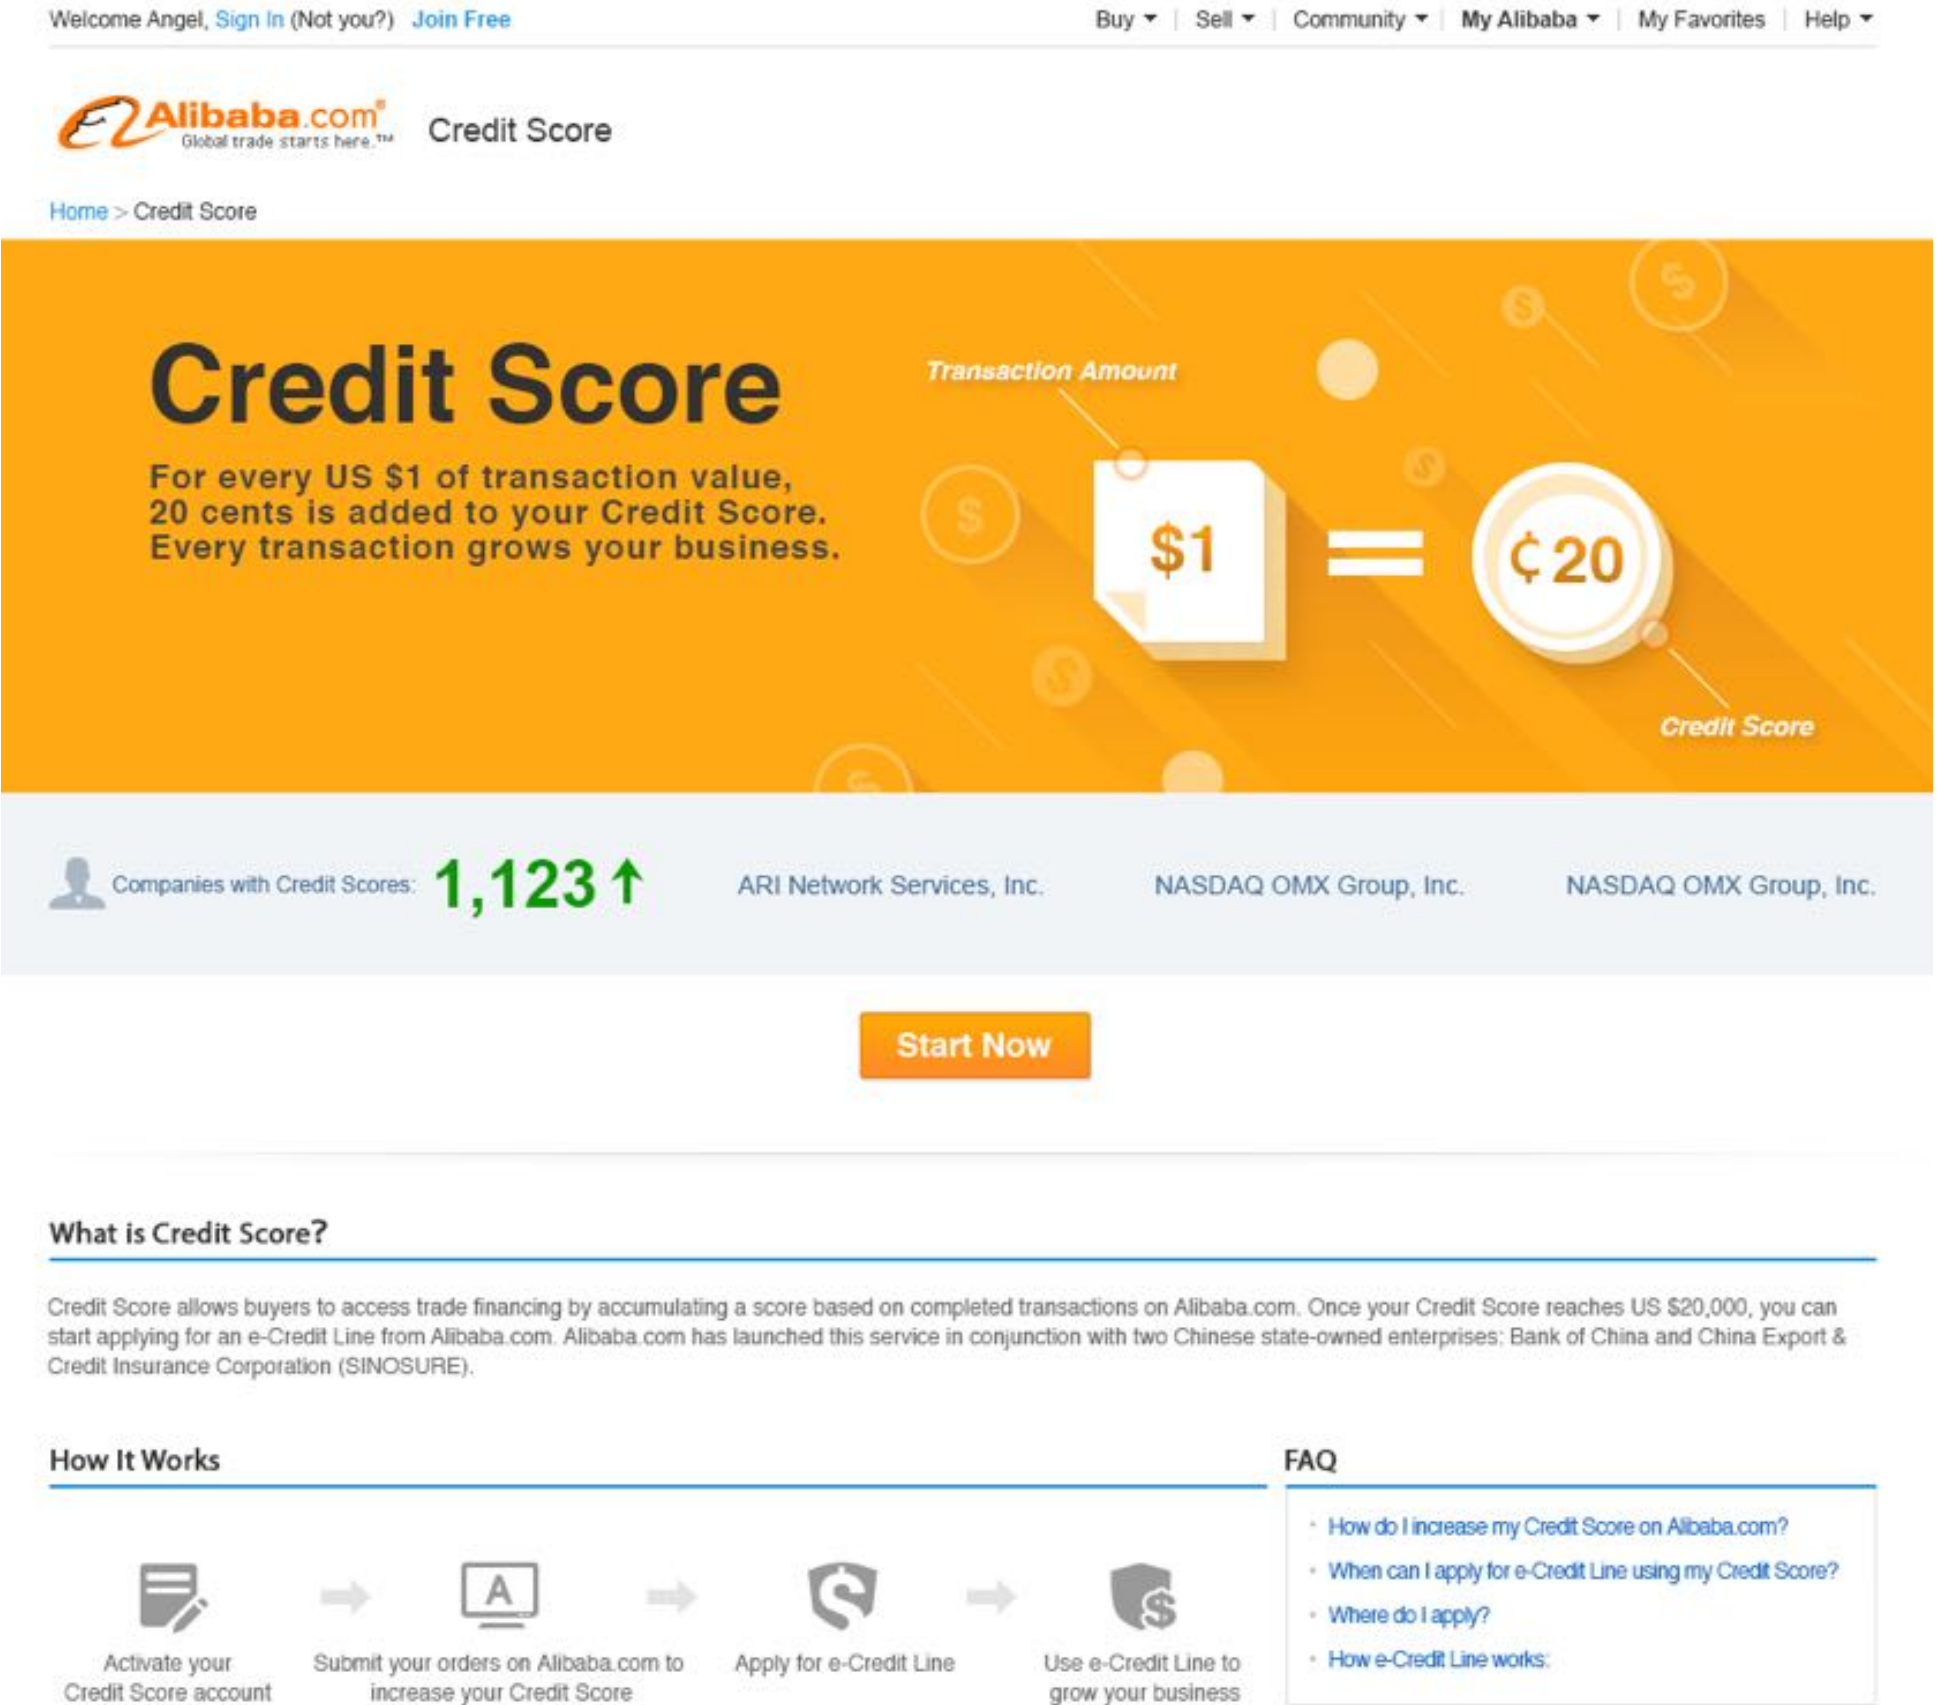 Welcome Angel, Sign In (Not you?) Join Free
Buy | Sell | Community | My Alibaba | My Favorites | Help
Alibaba.com®
Global trade starts here.™
Credit Score
Home > Credit Score
Credit Score
For every US $1 of transaction value,
20 cents is added to your Credit Score.
Every transaction grows your business.
Transaction Amount
$1 = ¢20
Credit Score
Companies with Credit Scores: 1,123↑ ARI Network Services, Inc. NASDAQ OMX Group, Inc. NASDAQ OMX Group, Inc.
Start Now
What is Credit Score?
Credit Score allows buyers to access trade financing by accumulating a score based on completed transactions on Alibaba.com. Once your Credit Score reaches US $20,000, you can
start applying for an e-Credit Line from Alibaba.com. Alibaba.com has launched this service in conjunction with two Chinese state-owned enterprises: Bank of China and China Export &
Credit Insurance Corporation (SINOSURE).
How It Works
A
Activate your
Credit Score account
Submit your orders on Alibaba.com to
increase your Credit Score
Apply for e-Credit Line
Use e-Credit Line to
grow your business
FAQ
How do I increase my Credit Score on Alibaba.com?
When can I apply for e-Credit Line using my Credit Score?
Where do I apply?
How e-Credit Line works: